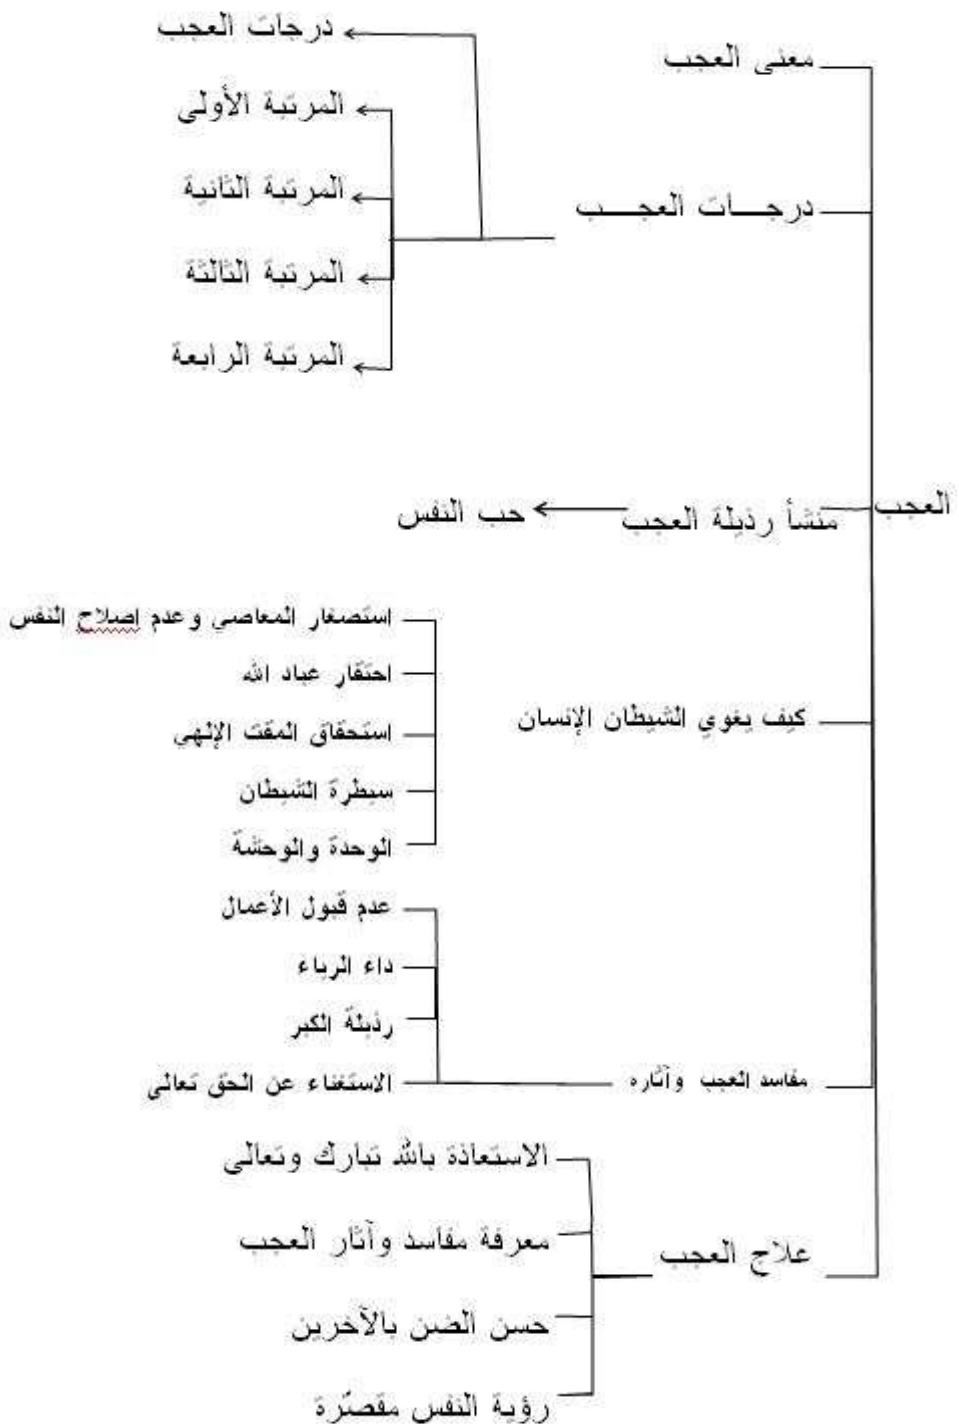 العجب
معنى العجب
درجـــات العجـــب
درجات العجب
المرتبة الأولى
المرتبة الثانية
المرتبة الثالثة
المرتبة الرابعة
منشأ رذيلة العجب
حب النفس
كيف يغوي الشيطان الإنسان
استصغار المعاصي وعدم إصلاح النفس
احتقار عباد الله
استحقاق المقت الإلهي
سيطرة الشيطان
الوحدة والوحشة
مفاسد العجب وآثاره
عدم قبول الأعمال
داء الرياء
رذيلة الكبر
الاستغناء عن الحق تعالى
علاج العجب
الاستعاذة بالله تبارك وتعالى
معرفة مفاسد وآثار العجب
حسن الضن بالآخرين
رؤية النفس مقصّرة